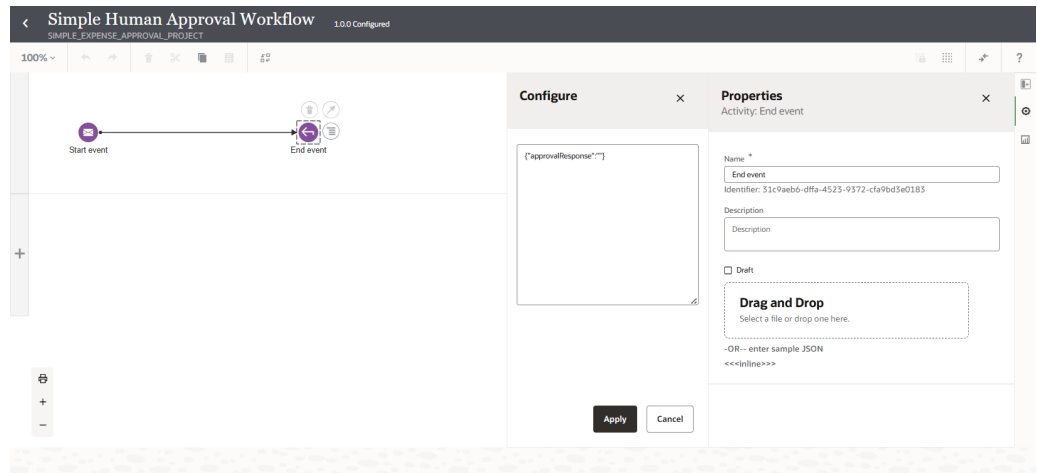 Simple Human Approval Workflow 1.0.0 Configured
SIMPLE_EXPENSE_APPROVAL_PROJECT
100%
?
Start event
End event
Configure
{"approvalResponse":""}
Apply
Cancel
Properties
Activity: End event
Name *
End event
Identifier: 31c9aeb6-dffa-4523-9372-cfa9bd3e0183
Description
Description
Draft
Drag and Drop
Select a file or drop one here.
-OR-- enter sample JSON
<<<inline>>>